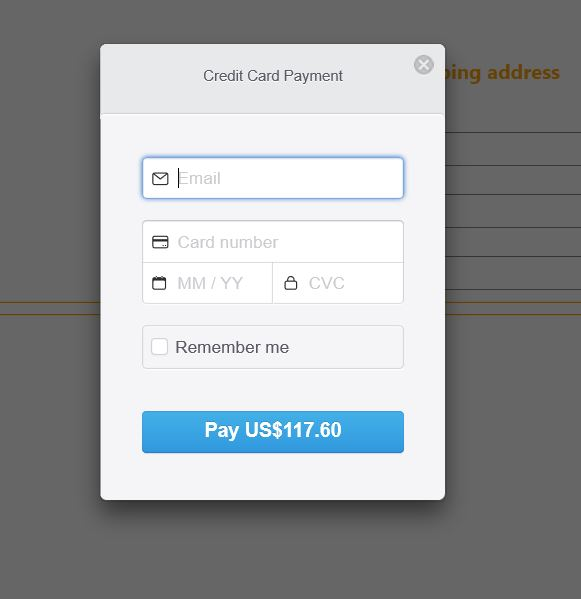 Credit Card Payment
ping address
Email
Card number
MM / YY
CVC
Remember me
Pay US$117.60